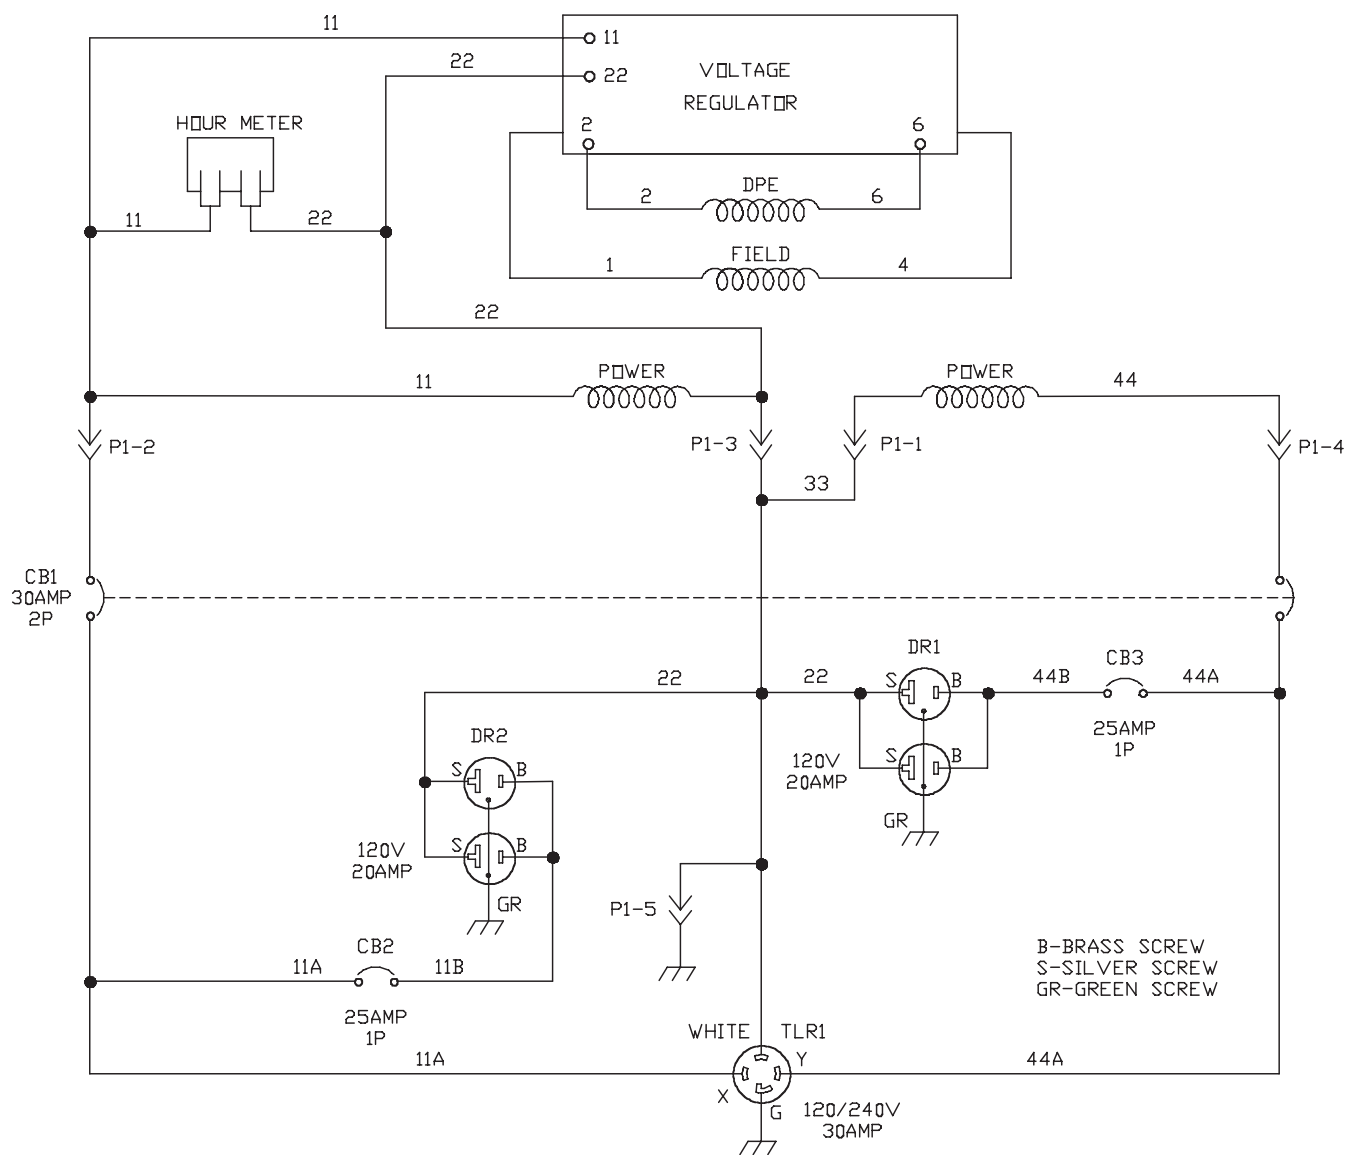 11
11
22
22
VOLTAGE
REGULATOR
HOUR METER
2
6
DPE
2
6
11
22
FIELD
1
4
22
POWER
POWER
11
44
P1-2
P1-3
P1-1
P1-4
33
CB1
30AMP
2P
DR1
CB3
22
22
S
B
44B
44A
25AMP
1P
DR2
S
B
S
B
120V
20AMP
GR
S
B
120V
20AMP
GR
P1-5
CB2
11A
11B
25AMP
1P
B-BRASS SCREW
S-SILVER SCREW
GR-GREEN SCREW
WHITE
TLR1
11A
Y
44A
X
G
120/240V
30AMP